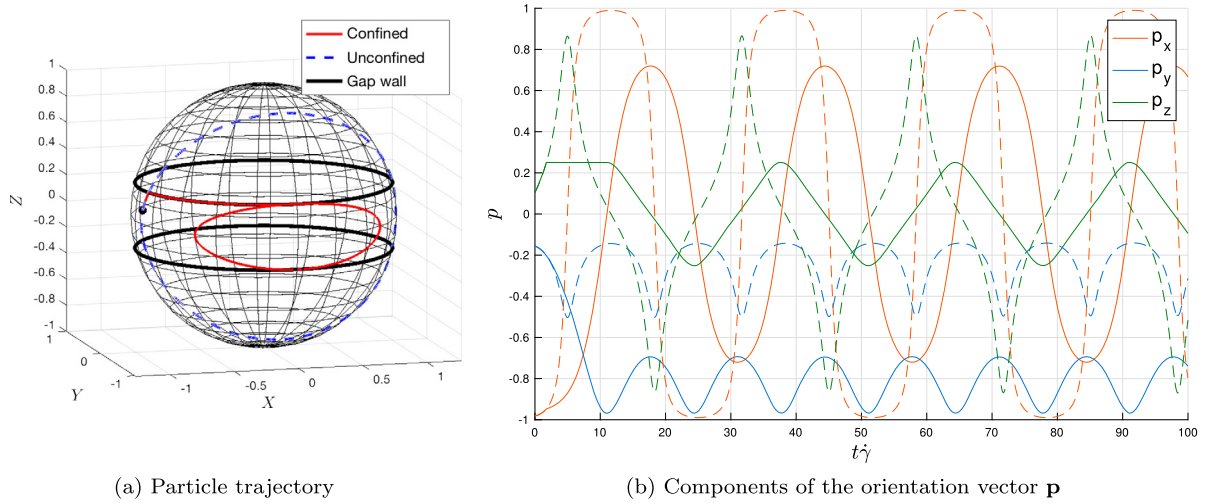 Confined
Unconfined
Gap wall
1
0.8
0.6
0.4
0.2
0
-0.2
-0.4
-0.6
-0.8
-1
Z
1
0
-1
Y
-1
-0.5
0
0.5
1
X
(a) Particle trajectory
1
0.8
0.6
0.4
0.2
0
-0.2
-0.4
-0.6
-0.8
-1
p
p_x
p_y
p_z
0 10 20 30 40 50 60 70 80 90 100
tγ̇
(b) Components of the orientation vector p